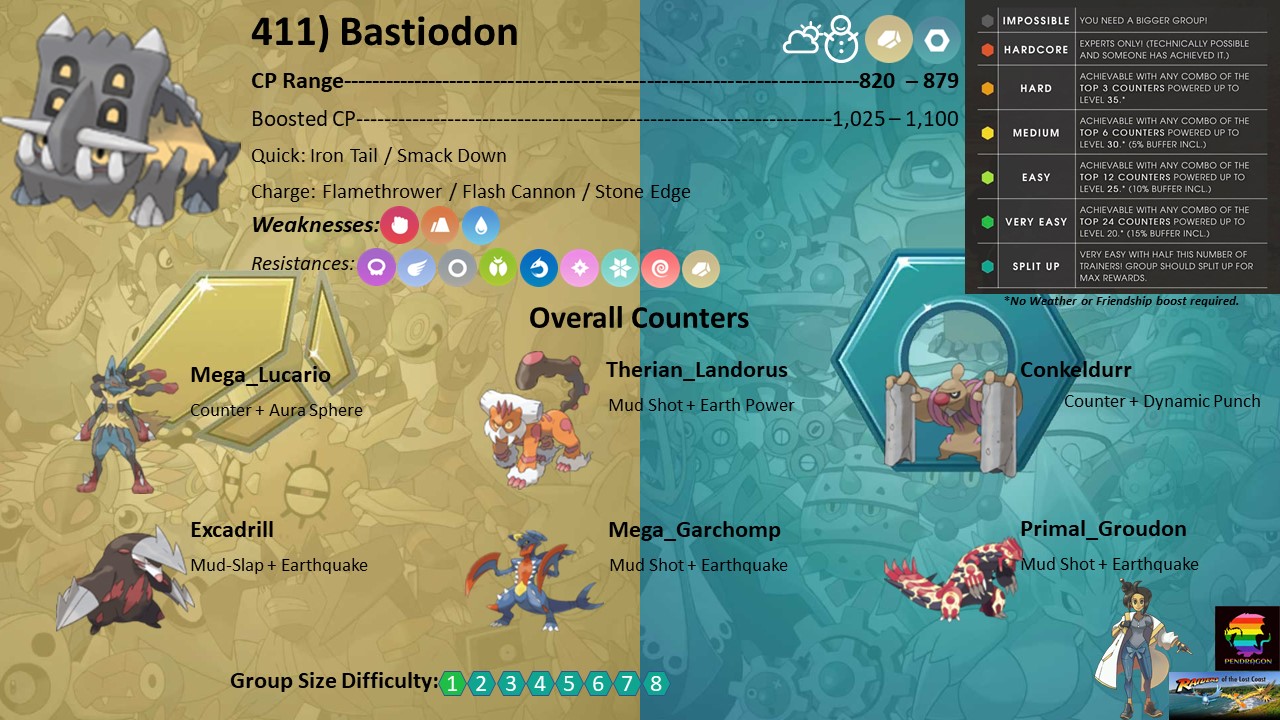 411) Bastiodon
CP Range---820 – 879
Boosted CP---1,025 – 1,100
Quick: Iron Tail / Smack Down
Charge: Flamethrower / Flash Cannon / Stone Edge
Weaknesses:
Resistances:
IMPOSSIBLE YOU NEED A BIGGER GROUP!
HARDCORE EXPERTS ONLY! (TECHNICALLY POSSIBLE
AND SOMEONE HAS ACHIEVED IT.)
HARD ACHIEVABLE WITH ANY COMBO OF THE
TOP 3 COUNTERS POWERED UP TO
LEVEL 35.*
MEDIUM ACHIEVABLE WITH ANY COMBO OF THE
TOP 6 COUNTERS POWERED UP TO
LEVEL 30.* (5% BUFFER INCL.)
EASY ACHIEVABLE WITH ANY COMBO OF THE
TOP 12 COUNTERS POWERED UP TO
LEVEL 25.* (10% BUFFER INCL.)
VERY EASY ACHIEVABLE WITH ANY COMBO OF THE
TOP 24 COUNTERS POWERED UP TO
LEVEL 20.* (15% BUFFER INCL.)
SPLIT UP VERY EASY WITH HALF THIS NUMBER OF
TRAINERS! GROUP SHOULD SPLIT UP FOR
MAX REWARDS.
*No Weather or Friendship boost required.
Overall Counters
Mega_Lucario
Counter + Aura Sphere
Therian_Landorus
Mud Shot + Earth Power
Conkeldurr
Counter + Dynamic Punch
Excadrill
Mud-Slap + Earthquake
Mega_Garchomp
Mud Shot + Earthquake
Primal_Groudon
Mud Shot + Earthquake
Group Size Difficulty: 1 2 3 4 5 6 7 8
PENDRAGON
RAIDERS of the Lost Coast